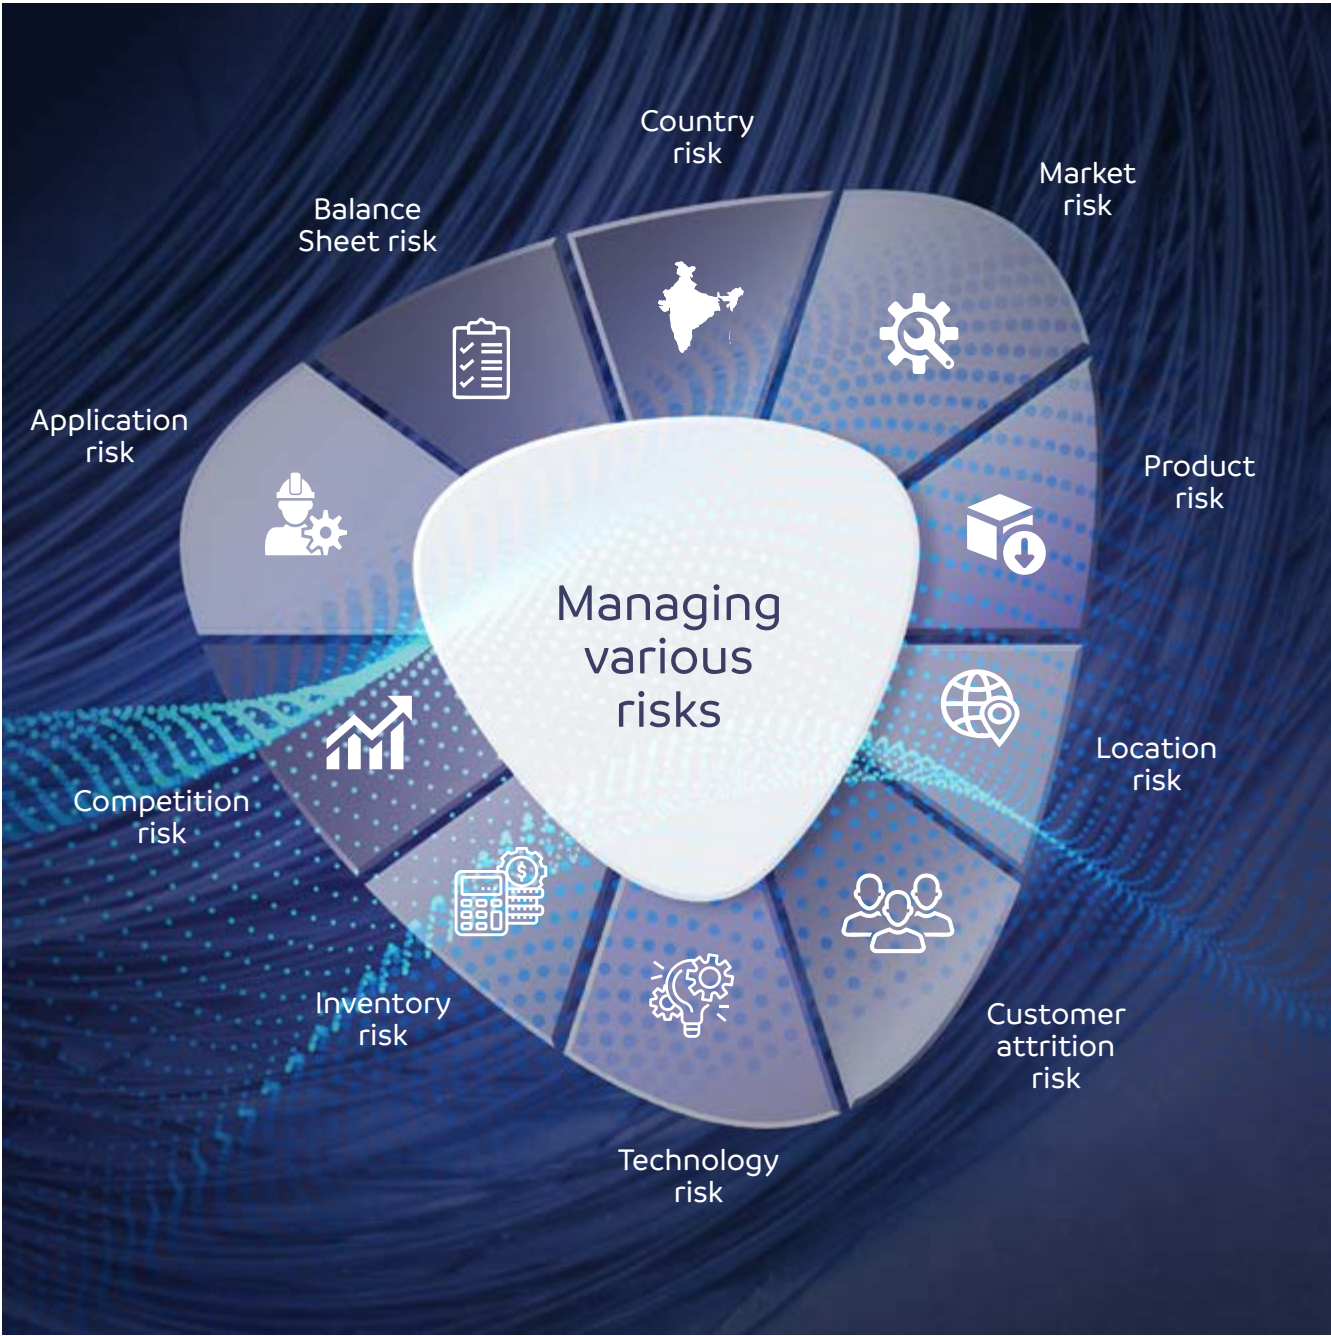 Country
risk
Market
risk
Balance
Sheet risk
Application
risk
Product
risk
Managing
various
risks
Location
risk
Competition
risk
Inventory
risk
Customer
attrition
risk
Technology
risk